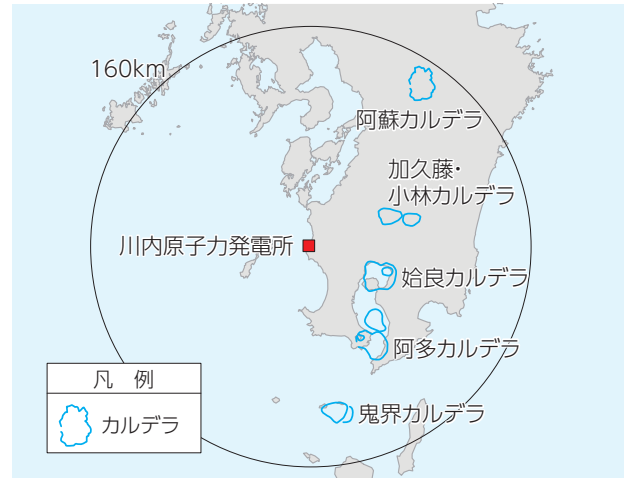 160km
阿蘇カルデラ
加久藤・
小林カルデラ
川内原子力発電所
姶良カルデラ
阿多カルデラ
鬼界カルデラ
凡 例
カルデラ